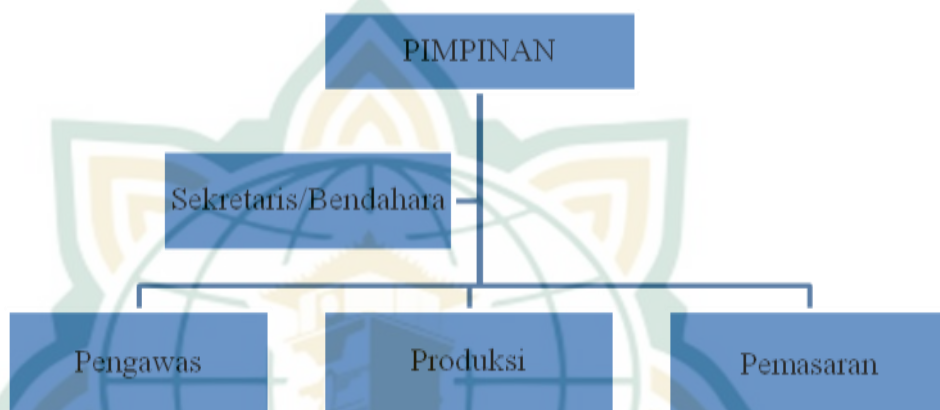 PIMPINAN
Sekretaris/Bendahara
Pengawas
Produksi
Pemasaran